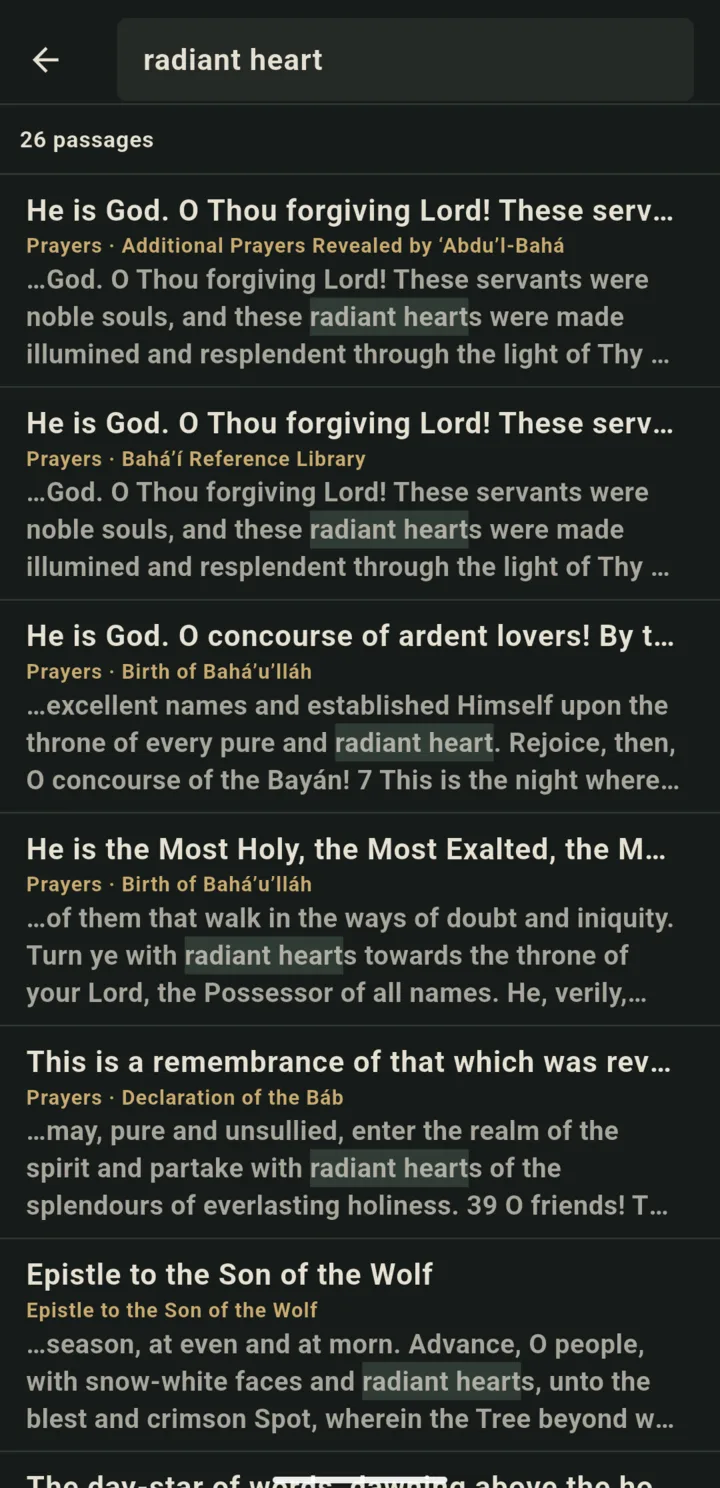 radiant heart
26 passages
He is God. O Thou forgiving Lord! These serv…
Prayers · Additional Prayers Revealed by ‘Abdu’l-Bahá
…God. O Thou forgiving Lord! These servants were
noble souls, and these radiant hearts were made
illumined and resplendent through the light of Thy …
He is God. O Thou forgiving Lord! These serv…
Prayers · Bahá’í Reference Library
…God. O Thou forgiving Lord! These servants were
noble souls, and these radiant hearts were made
illumined and resplendent through the light of Thy …
He is God. O concourse of ardent lovers! By t…
Prayers · Birth of Bahá’u’lláh
…excellent names and established Himself upon the
throne of every pure and radiant heart. Rejoice, then,
O concourse of the Bayán! 7 This is the night where…
He is the Most Holy, the Most Exalted, the M…
Prayers · Birth of Bahá’u’lláh
…of them that walk in the ways of doubt and iniquity.
Turn ye with radiant hearts towards the throne of
your Lord, the Possessor of all names. He, verily,…
This is a remembrance of that which was rev…
Prayers · Declaration of the Báb
…may, pure and unsullied, enter the realm of the
spirit and partake with radiant hearts of the
splendours of everlasting holiness. 39 O friends! T…
Epistle to the Son of the Wolf
Epistle to the Son of the Wolf
…season, at even and at morn. Advance, O people,
with snow-white faces and radiant hearts, unto the
blest and crimson Spot, wherein the Tree beyond w…
The day-star of words, dawning above the ho…